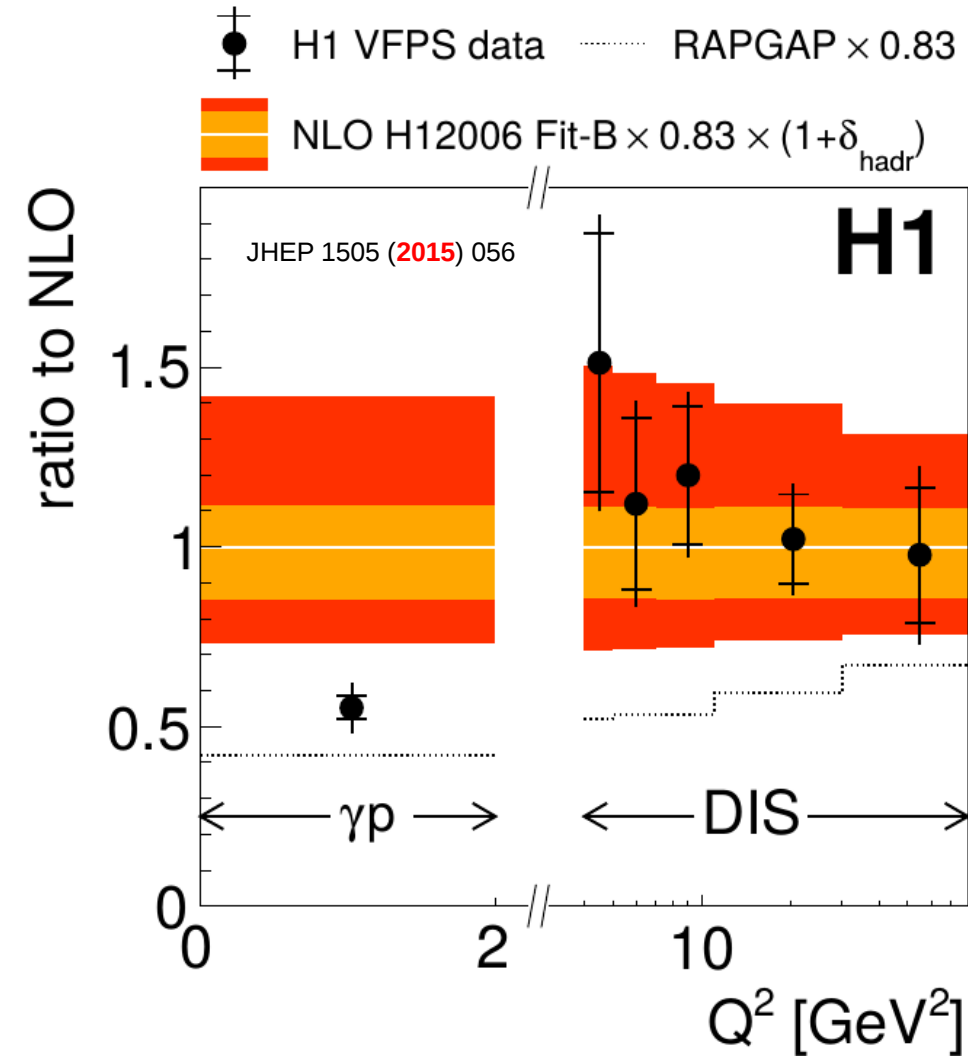 H1 VFPS data RAPGAP × 0.83
NLO H12006 Fit-B × 0.83 × (1+δhadr)
ratio to NLO
JHEP 1505 (2015) 056
H1
1.5
1
0.5
γp
DIS
0
0
2
10
Q² [GeV²]